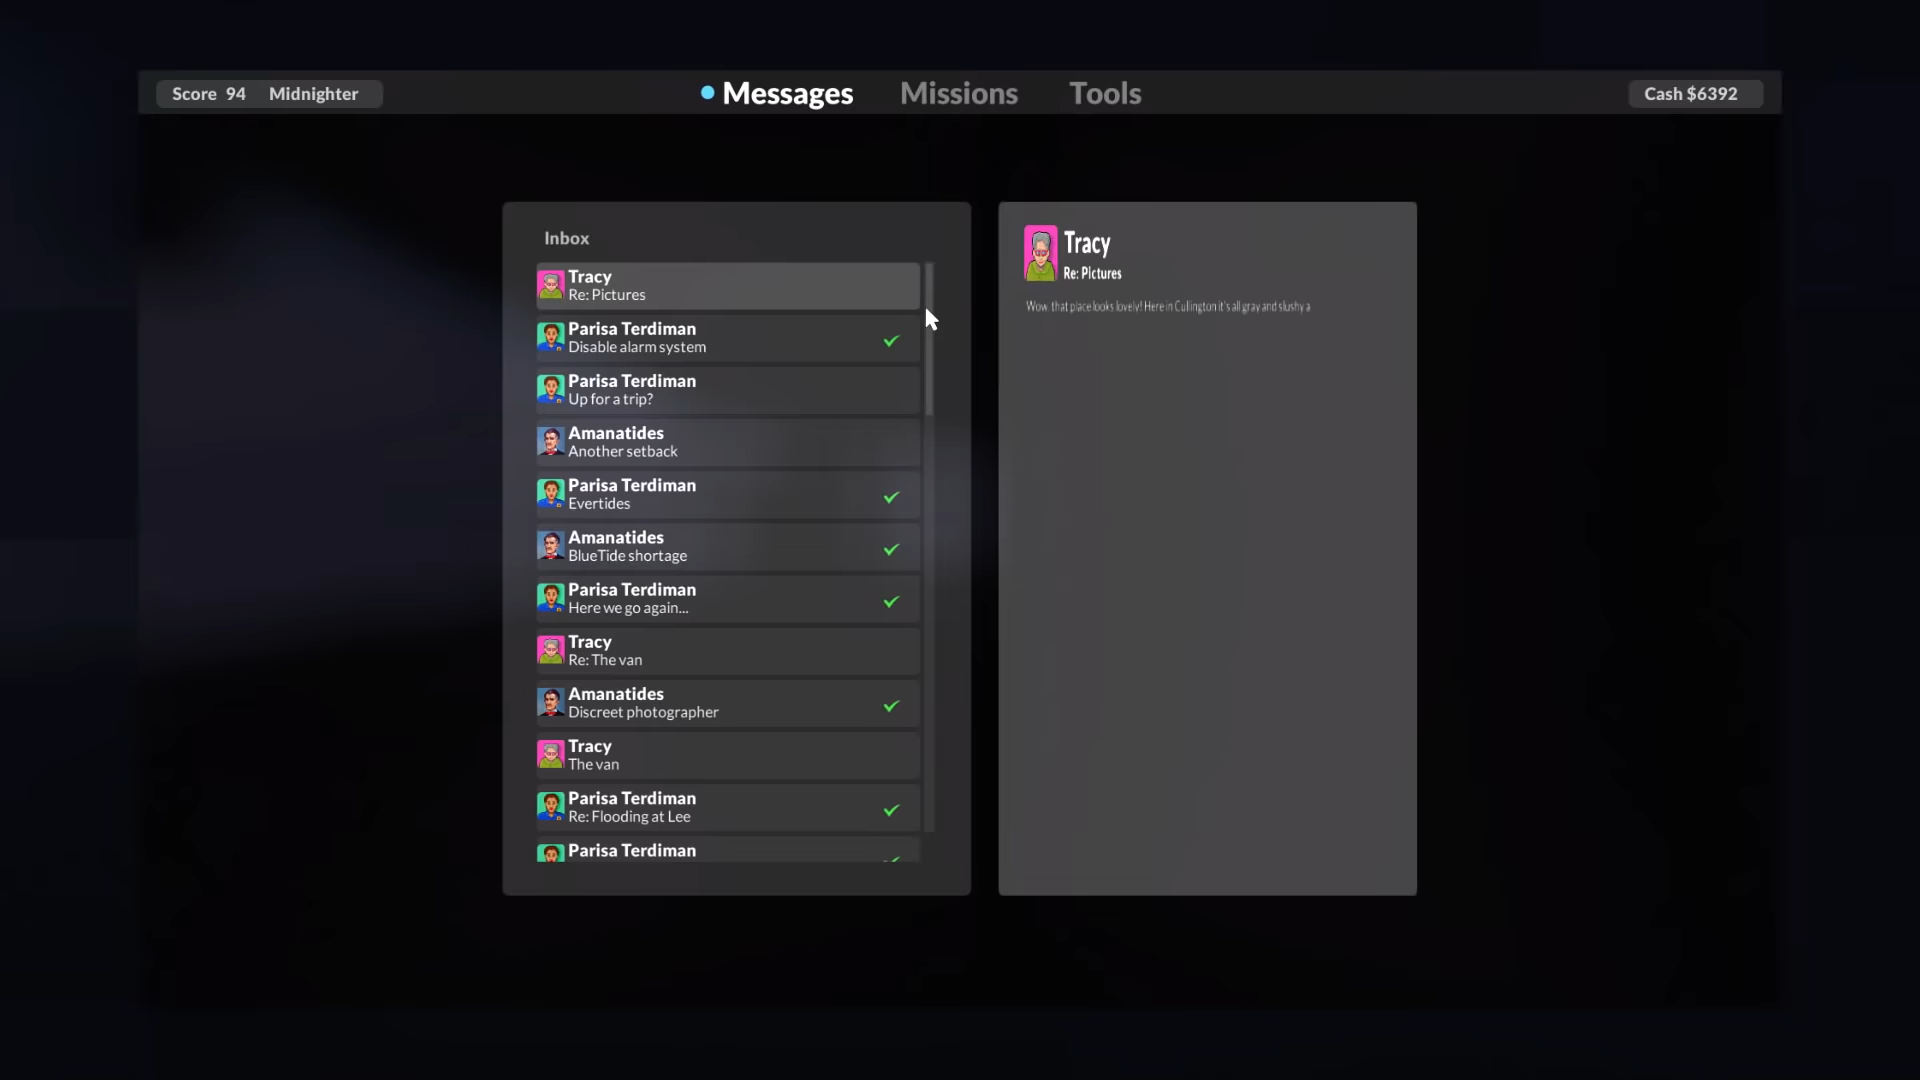 Score 94 Midnighter
Messages Missions Tools
Cash $6392
Inbox
Tracy
Re: Pictures
Parisa Terdiman
Disable alarm system
Parisa Terdiman
Up for a trip?
Amanatides
Another setback
Parisa Terdiman
Evertides
Amanatides
BlueTide shortage
Parisa Terdiman
Here we go again...
Tracy
Re: The van
Amanatides
Discreet photographer
Tracy
The van
Parisa Terdiman
Re: Flooding at Lee
Parisa Terdiman
Tracy
Re: Pictures
Wow, that place looks lovely! Here in Cullington it's all gray and slushy a